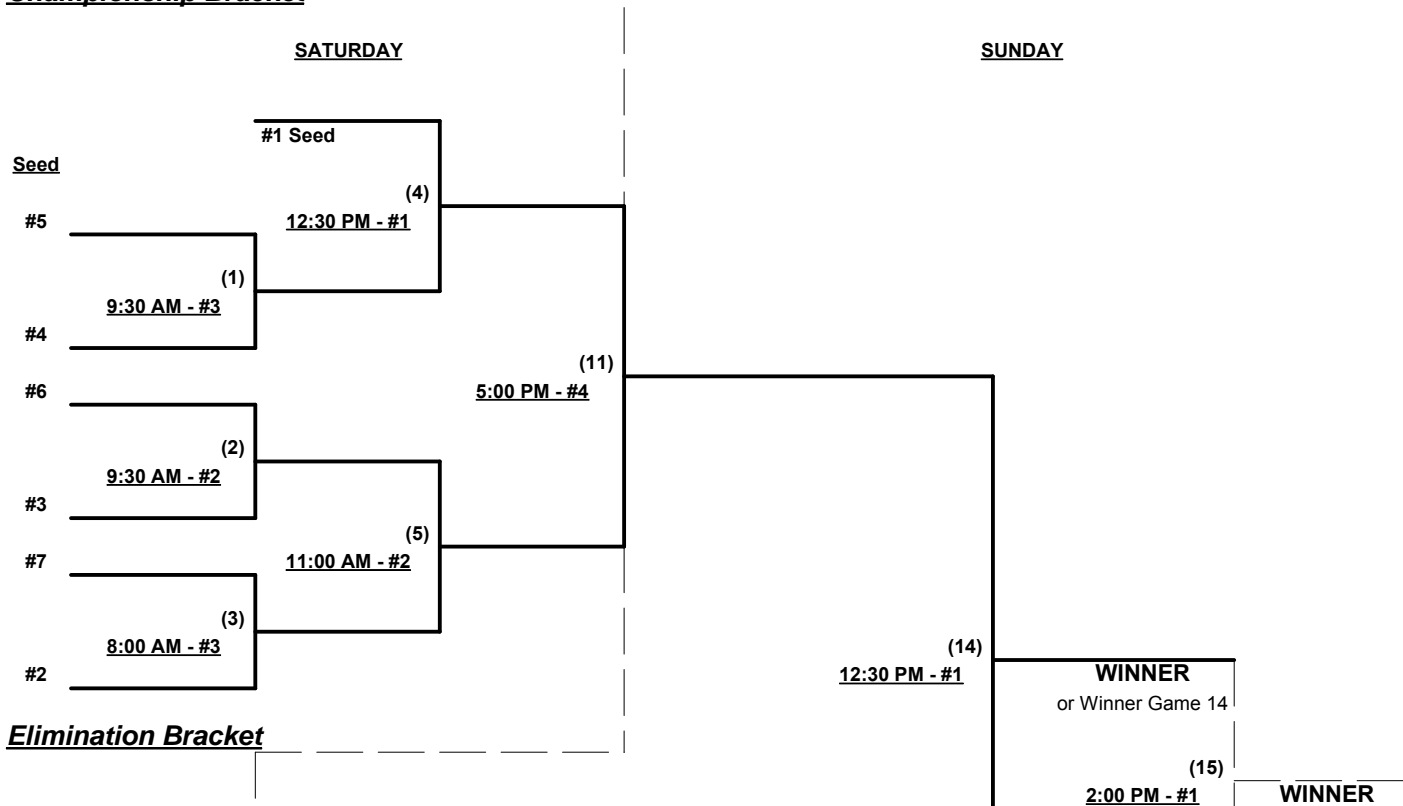 Championship Bracket
SATURDAY
SUNDAY
#1 Seed
Seed
(4)
#5
12:30 PM - #1
(1)
9:30 AM - #3
#4
(11)
#6
5:00 PM - #4
(2)
9:30 AM - #2
#3
(5)
#7
11:00 AM - #2
(3)
8:00 AM - #3
(14)
#2
12:30 PM - #1
WINNER
or Winner Game 14
Elimination Bracket
(15)
2:00 PM - #1
WINNER